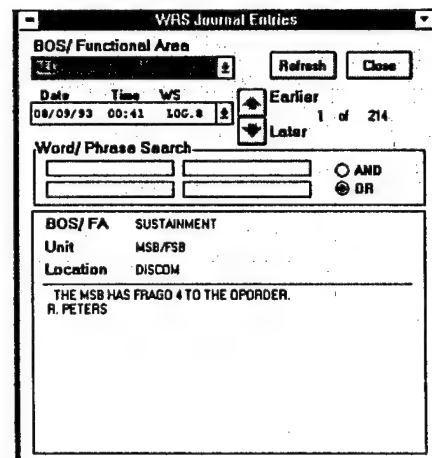 WRS Journal Entries
BOS/ Functional Area
Refresh Close
Date Time WS Earlier
08/09/93 00:41 LOG.8 1 of 214
Later
Word/ Phrase Search
AND
OR
BOS/ FA SUSTAINMENT
Unit MSB/FSB
Location DISCOM
THE MSB HAS FRAGO 4 TO THE OPORDER.
R. PETERS